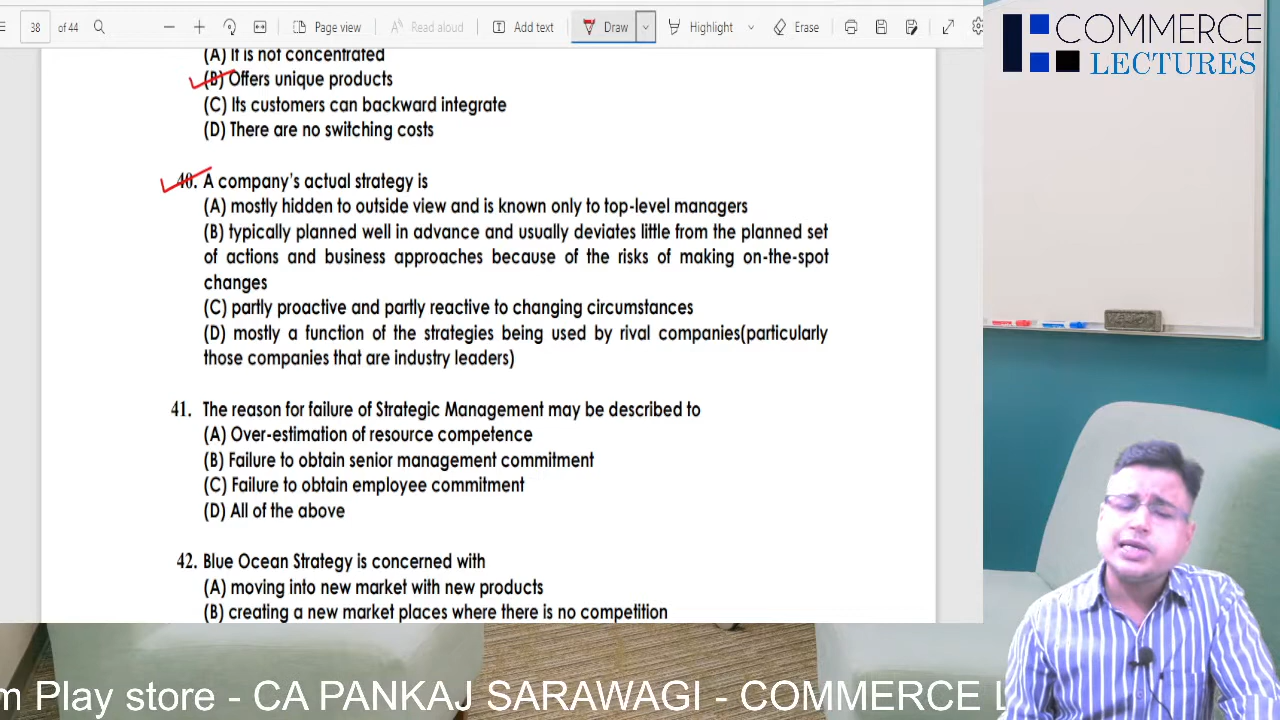 38 of 44 Page view Read aloud Add text Draw Highlight Erase
COMMERCE
LECTURES
(A) It is not concentrated
(B) Offers unique products
(C) Its customers can backward integrate
(D) There are no switching costs
40. A company's actual strategy is
(A) mostly hidden to outside view and is known only to top-level managers
(B) typically planned well in advance and usually deviates little from the planned set
of actions and business approaches because of the risks of making on-the-spot
changes
(C) partly proactive and partly reactive to changing circumstances
(D) mostly a function of the strategies being used by rival companies(particularly
those companies that are industry leaders)
41. The reason for failure of Strategic Management may be described to
(A) Over-estimation of resource competence
(B) Failure to obtain senior management commitment
(C) Failure to obtain employee commitment
(D) All of the above
42. Blue Ocean Strategy is concerned with
(A) moving into new market with new products
(B) creating a new market places where there is no competition
m Play store - CA PANKAJ SARAWAGI - COMMERCE L